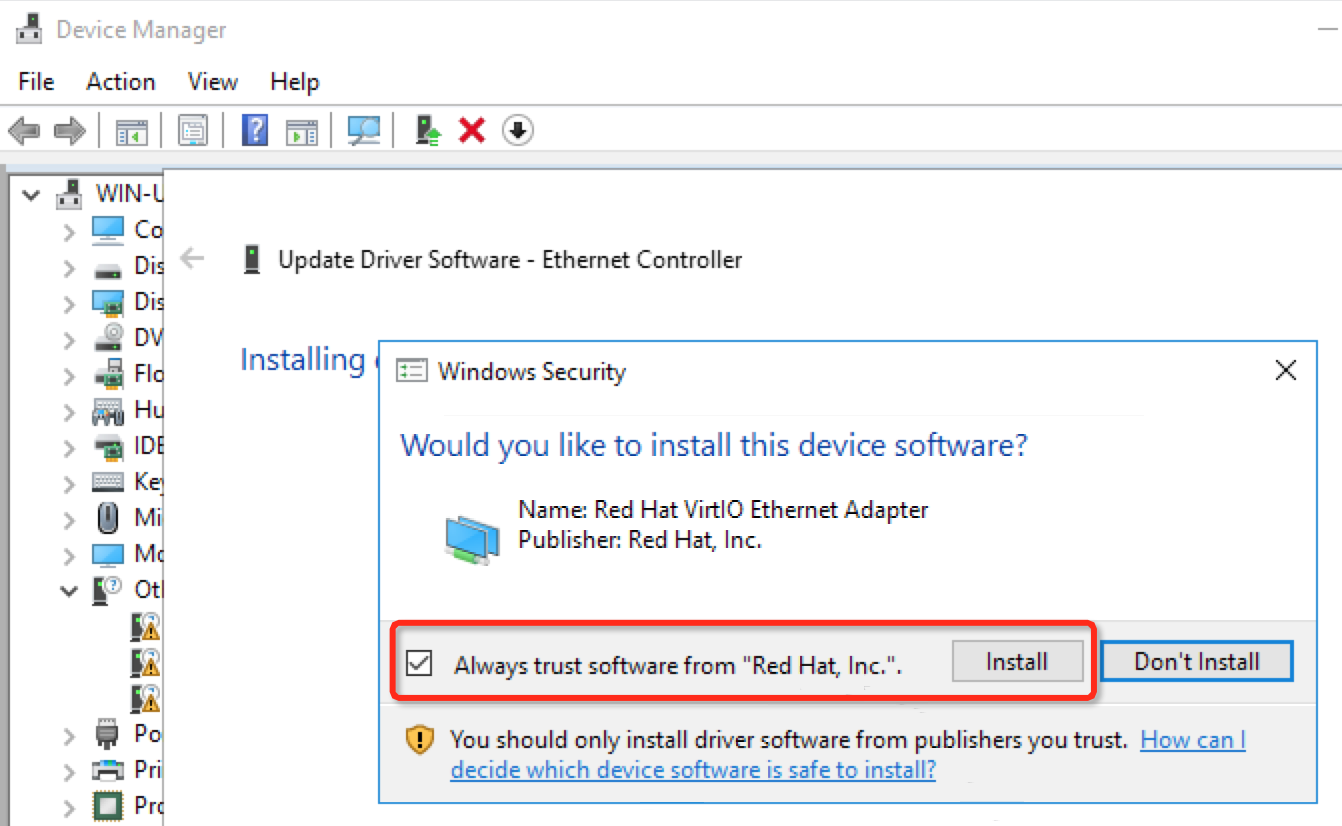 Device Manager
File Action View Help
WIN-U
Co
Dis
Dis
DV
Flo
Hu
IDE
Key
Mi
Mo
Oth
Po
Pri
Pro
Update Driver Software - Ethernet Controller
Installing
Windows Security
Would you like to install this device software?
Name: Red Hat VirtIO Ethernet Adapter
Publisher: Red Hat, Inc.
Always trust software from "Red Hat, Inc.".
Install
Don't Install
You should only install driver software from publishers you trust. How can I
decide which device software is safe to install?